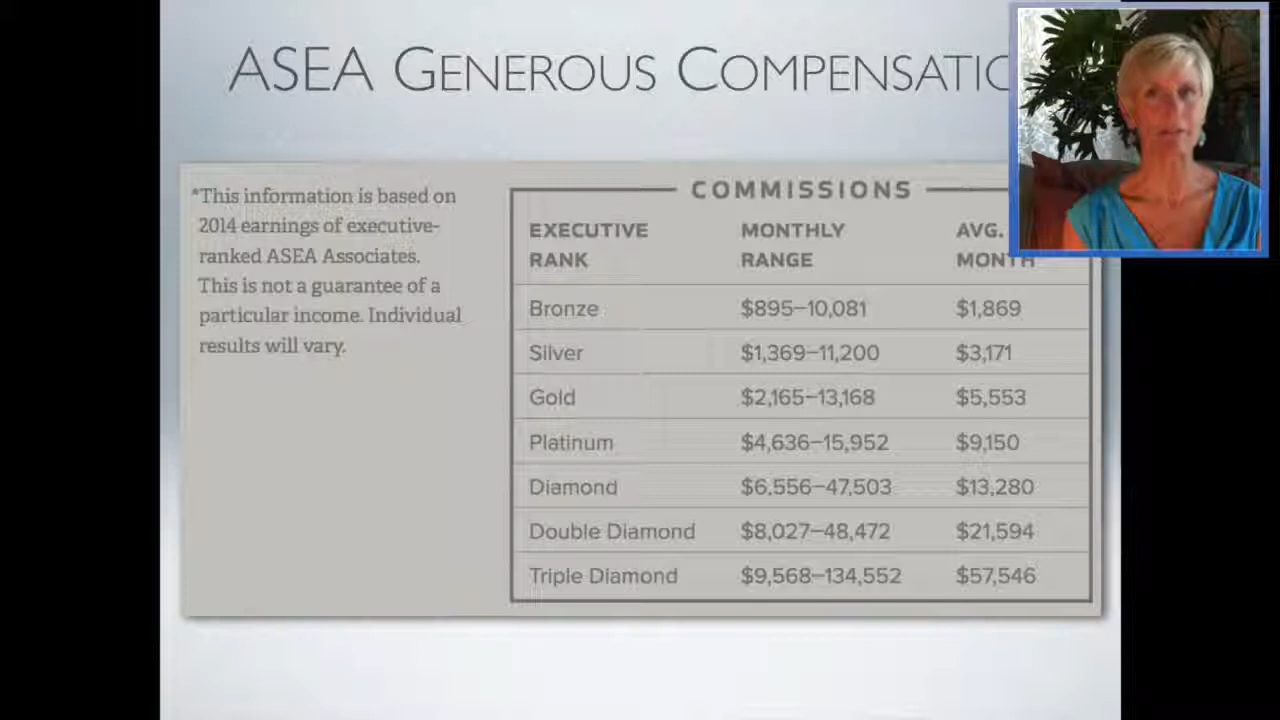 ASEA GENEROUS COMPENSATIO
*This information is based on
2014 earnings of executive-
ranked ASEA Associates.
This is not a guarantee of a
particular income. Individual
results will vary.
COMMISSIONS
EXECUTIVE RANK MONTHLY RANGE AVG. MONTH
Bronze $895–10,081 $1,869
Silver $1,369–11,200 $3,171
Gold $2,165–13,168 $5,553
Platinum $4,636–15,952 $9,150
Diamond $6,556–47,503 $13,280
Double Diamond $8,027–48,472 $21,594
Triple Diamond $9,568–134,552 $57,546